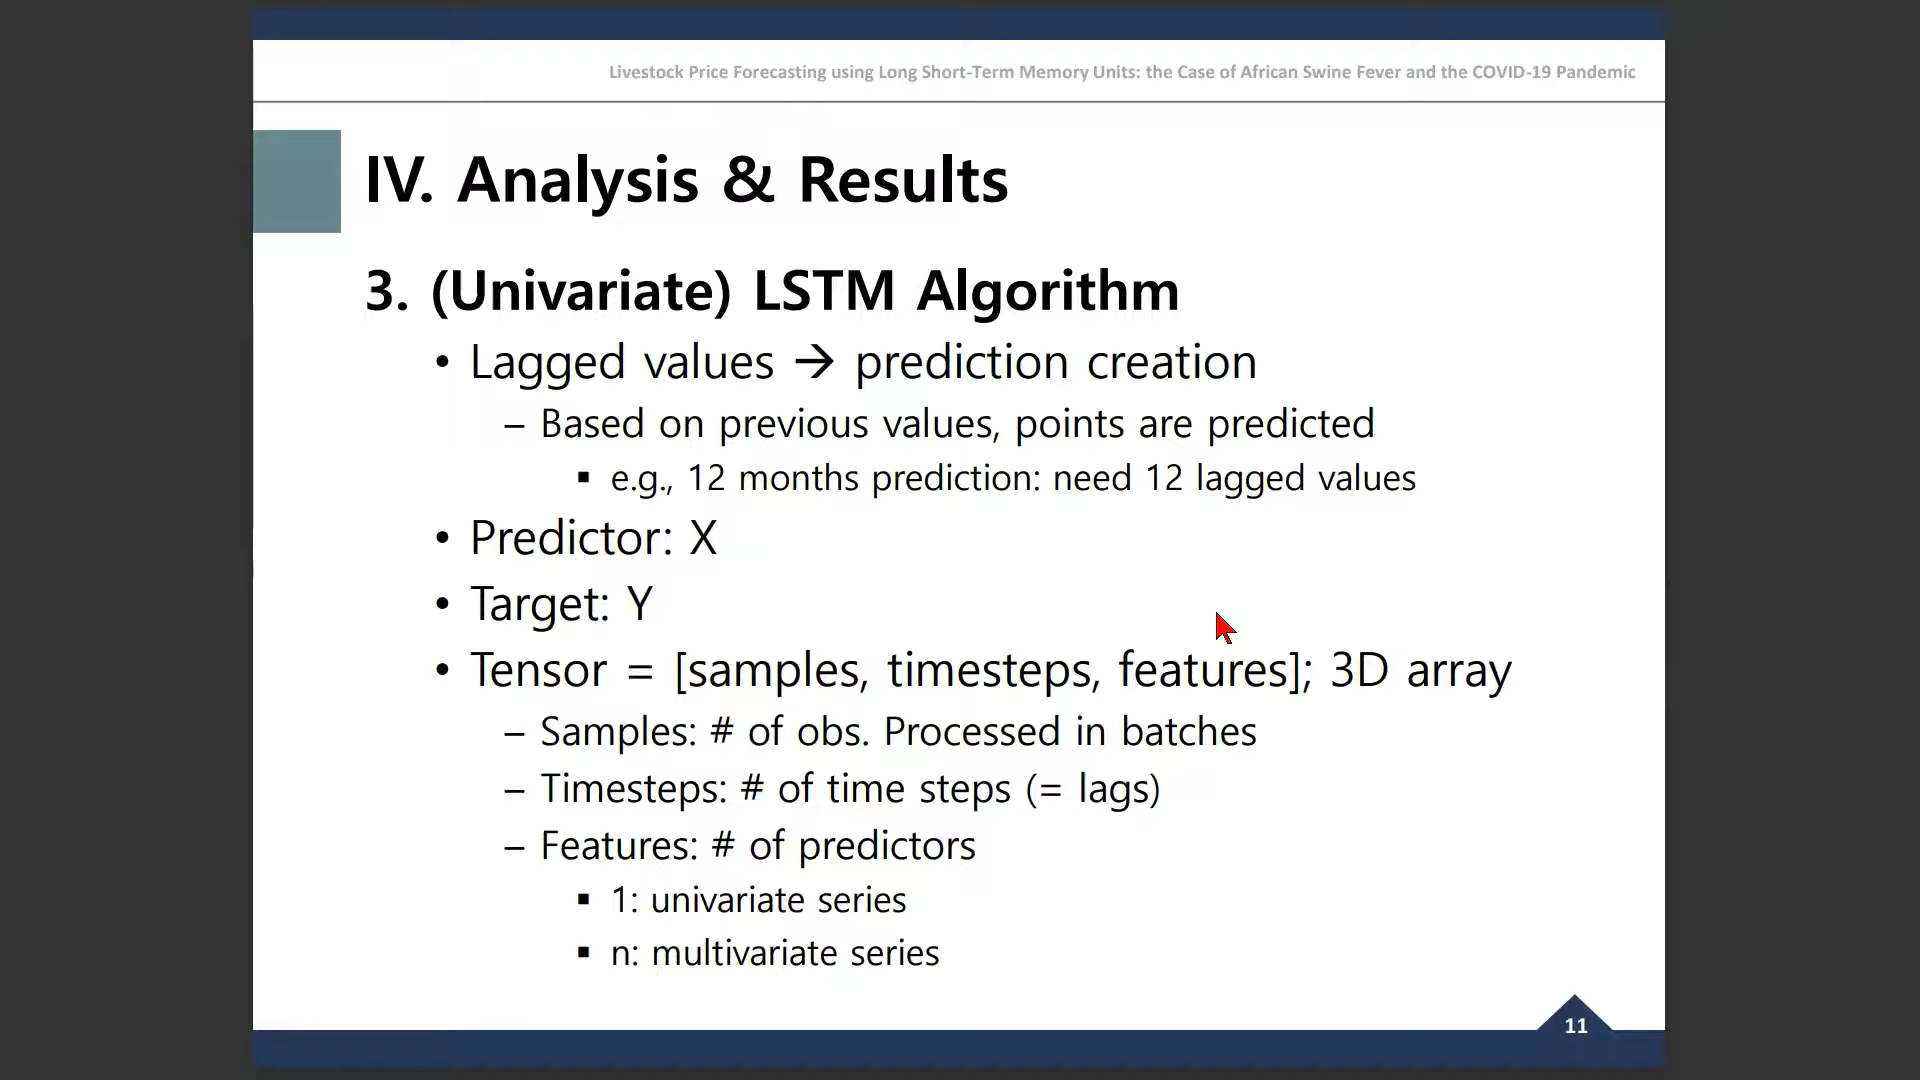 Livestock Price Forecasting using Long Short-Term Memory Units: the Case of African Swine Fever and the COVID-19 Pandemic
IV. Analysis & Results
3. (Univariate) LSTM Algorithm
• Lagged values → prediction creation
– Based on previous values, points are predicted
▪ e.g., 12 months prediction: need 12 lagged values
• Predictor: X
• Target: Y
• Tensor = [samples, timesteps, features]; 3D array
– Samples: # of obs. Processed in batches
– Timesteps: # of time steps (= lags)
– Features: # of predictors
▪ 1: univariate series
▪ n: multivariate series
11